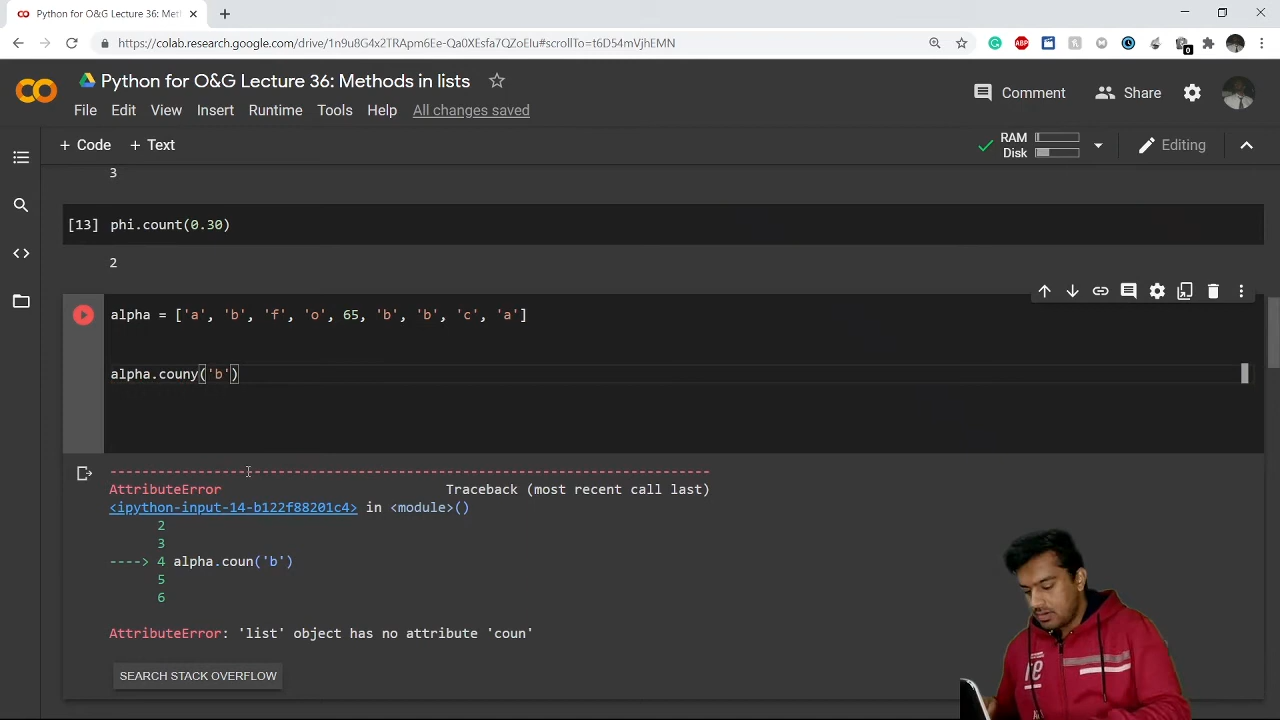 Python for O&G Lecture 36: Met
https://colab.research.google.com/drive/1n9d8G4x2TRApm6Ee-Qa0XEsfa7QZoElu#scrollTo=t6D54mVjhEMN
ABP
0
Python for O&G Lecture 36: Methods in lists
Comment
Share
File Edit View Insert Runtime Tools Help All changes saved
+ Code + Text
RAM
Disk
Editing
3
[13] phi.count(0.30)
2
alpha = ['a', 'b', 'f', 'o', 65, 'b', 'b', 'c', 'a']
alpha.couny('b')
---------------------------------------------------------------------------
AttributeError Traceback (most recent call last)
<ipython-input-14-b122f88201c4> in <module>()
2
3
----> 4 alpha.coun('b')
5
6
AttributeError: 'list' object has no attribute 'coun'
SEARCH STACK OVERFLOW
re